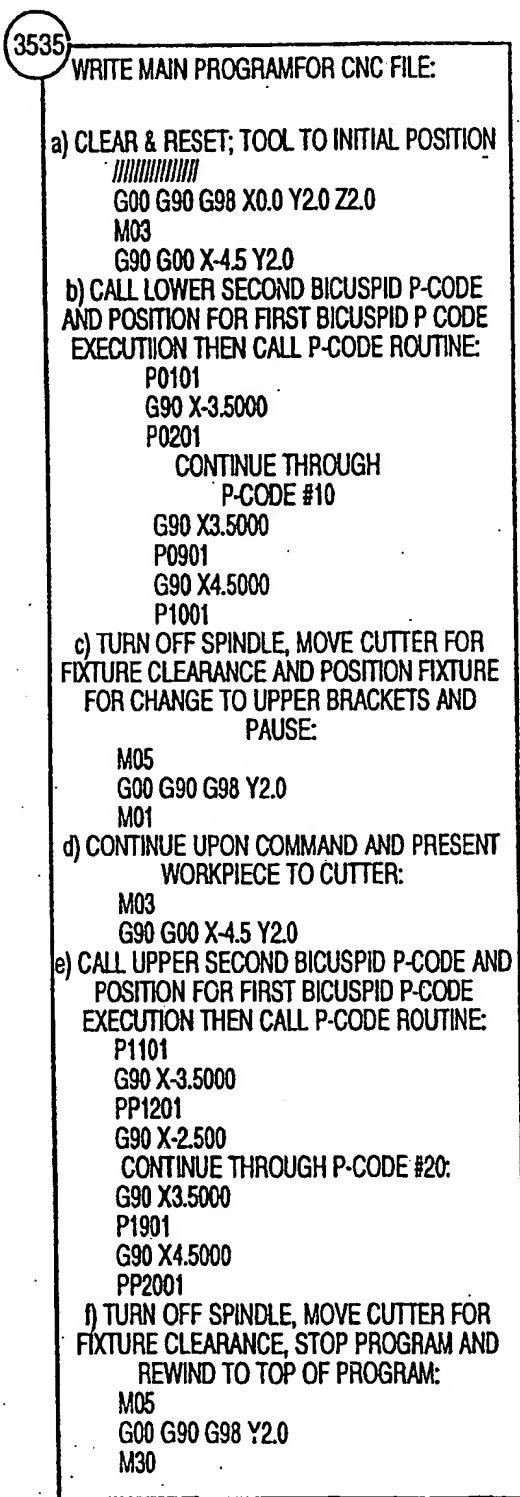 3535
WRITE MAIN PROGRAMFOR CNC FILE:
a) CLEAR & RESET; TOOL TO INITIAL POSITION
////////////////
G00 G90 G98 X0.0 Y2.0 Z2.0
M03
G90 G00 X-4.5 Y2.0
b) CALL LOWER SECOND BICUSPID P-CODE
AND POSITION FOR FIRST BICUSPID P CODE
EXECUTIION THEN CALL P-CODE ROUTINE:
P0101
G90 X-3.5000
P0201
CONTINUE THROUGH
P-CODE #10
G90 X3.5000
P0901
G90 X4.5000
P1001
c) TURN OFF SPINDLE, MOVE CUTTER FOR
FIXTURE CLEARANCE AND POSITION FIXTURE
FOR CHANGE TO UPPER BRACKETS AND
PAUSE:
M05
G00 G90 G98 Y2.0
M01
d) CONTINUE UPON COMMAND AND PRESENT
WORKPIECE TO CUTTER:
M03
G90 G00 X-4.5 Y2.0
e) CALL UPPER SECOND BICUSPID P-CODE AND
POSITION FOR FIRST BICUSPID P-CODE
EXECUTION THEN CALL P-CODE ROUTINE:
P1101
G90 X-3.5000
PP1201
G90 X-2.500
CONTINUE THROUGH P-CODE #20:
G90 X3.5000
P1901
G90 X4.5000
PP2001
f) TURN OFF SPINDLE, MOVE CUTTER FOR
FIXTURE CLEARANCE, STOP PROGRAM AND
REWIND TO TOP OF PROGRAM:
M05
G00 G90 G98 Y2.0
M30